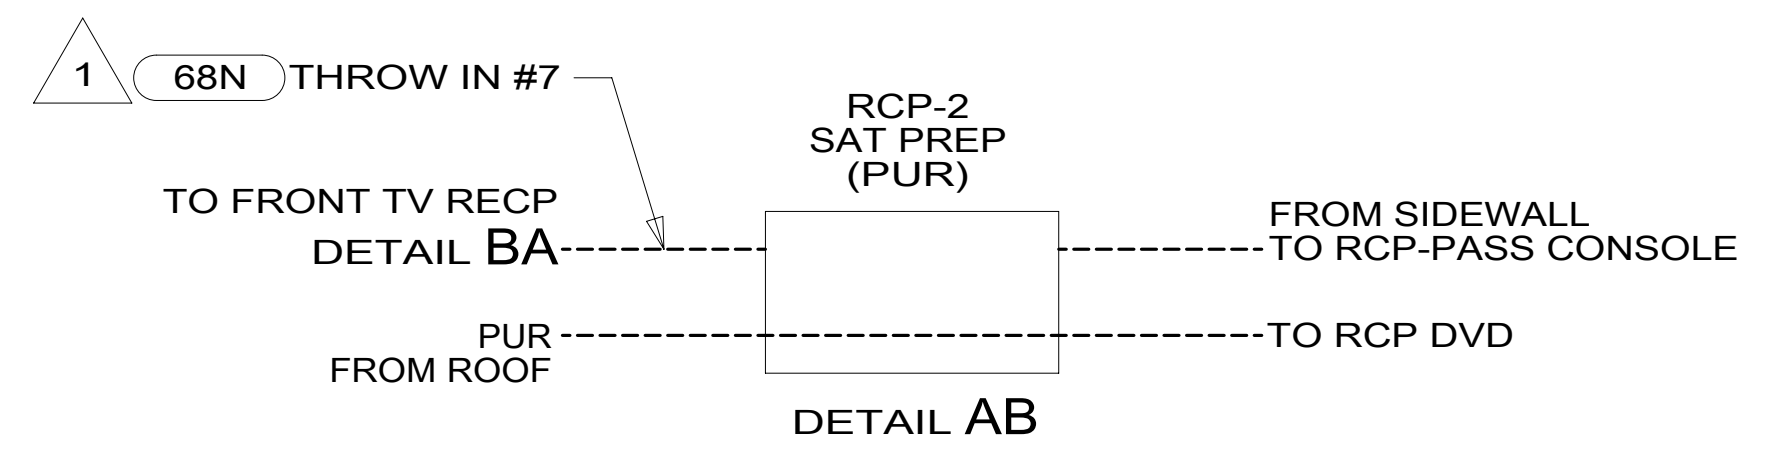 1
68N THROW IN #7
RCP-2
SAT PREP
(PUR)
TO FRONT TV RECP
DETAIL BA
FROM SIDEWALL
TO RCP-PASS CONSOLE
PUR
FROM ROOF
TO RCP DVD
DETAIL AB